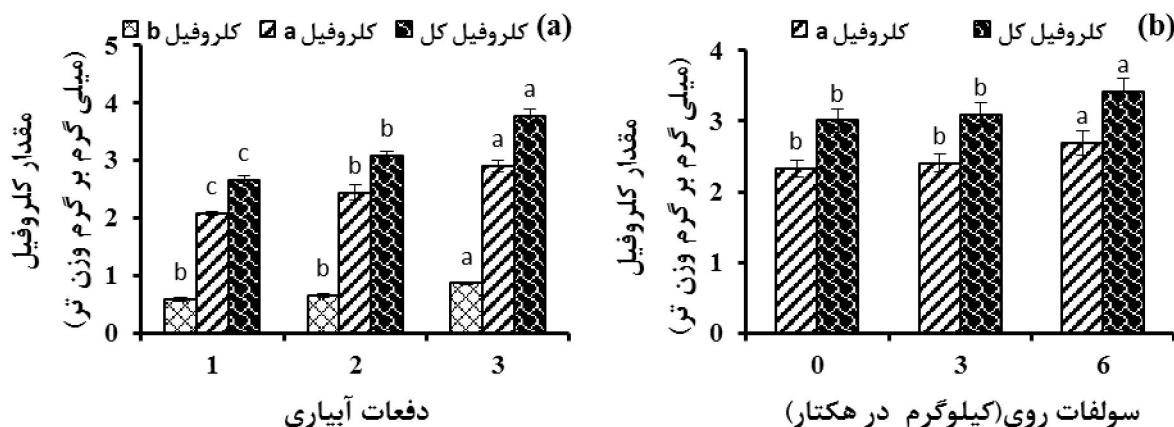 (a) کلروفیل کل کلروفیل a کلروفیل b
مقدار کلروفیل
(میلی گرم بر گرم وزن تر)
5
4
3
2
1
0
b c c
b b b
a a a
1 2 3
دفعات آبیاری
(b) کلروفیل کل کلروفیل a
مقدار کلروفیل
(میلی گرم بر گرم وزن تر)
4
3
2
1
0
b b
b b
a a
0 3 6
سولفات روی(کیلوگرم در هکتار)